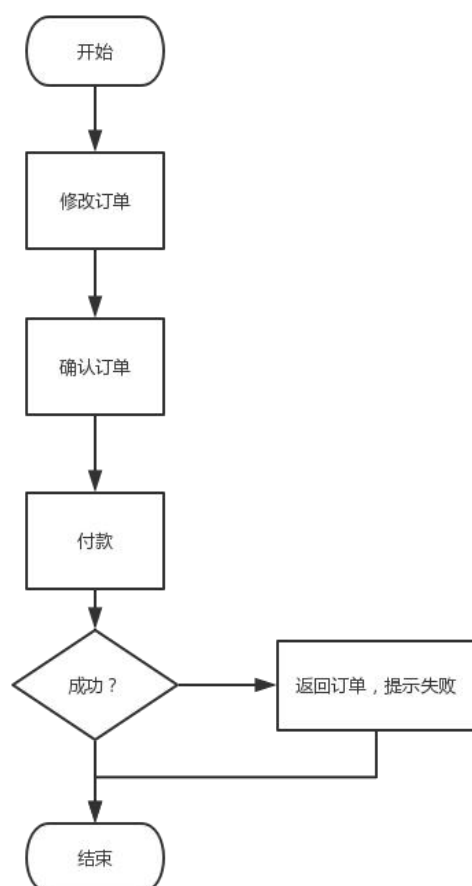 开始
修改订单
确认订单
付款
成功？
返回订单，提示失败
结束